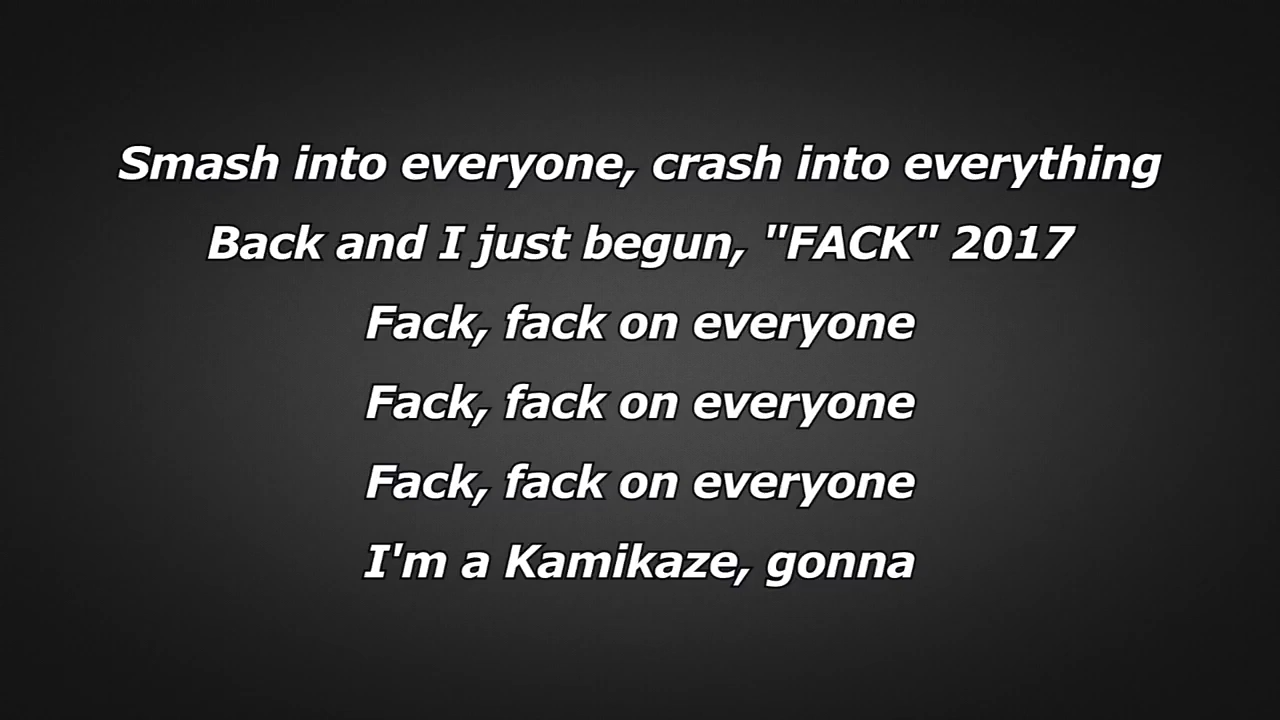 Smash into everyone, crash into everything
Back and I just begun, "FACK" 2017
Fack, fack on everyone
Fack, fack on everyone
Fack, fack on everyone
I'm a Kamikaze, gonna